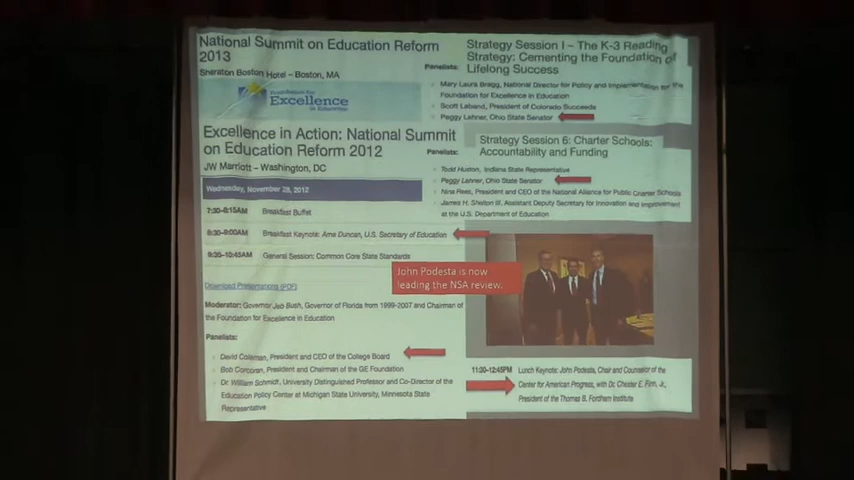 National Summit on Education Reform
2013
Sheraton Boston Hotel – Boston, MA
Foundation for
Excellence
in Education
Excellence in Action: National Summit
on Education Reform 2012
JW Marriott – Washington, DC
Wednesday, November 28, 2012
7:30-8:15AM Breakfast Buffet
8:30-9:00AM Breakfast Keynote: Arne Duncan, U.S. Secretary of Education
9:30-10:45AM General Session: Common Core State Standards
Download Presentations (PDF)
Moderator: Governor Jeb Bush, Governor of Florida from 1999-2007 and Chairman of
the Foundation for Excellence in Education
Panelists:
David Coleman, President and CEO of the College Board
Bob Corcoran, President and Chairman of the GE Foundation
Dr. William Schmidt, University Distinguished Professor and Co-Director of the
Education Policy Center at Michigan State University, Minnesota State
Representative
Strategy Session I – The K-3 Reading
Strategy: Cementing the Foundation of
Lifelong Success
Panelists:
Mary Laura Bragg, National Director for Policy and Implementation for the
Foundation for Excellence in Education
Scott Laband, President of Colorado Succeeds
Peggy Lehner, Ohio State Senator
Strategy Session 6: Charter Schools:
Accountability and Funding
Panelists:
Todd Huston, Indiana State Representative
Peggy Lehner, Ohio State Senator
Nina Rees, President and CEO of the National Alliance for Public Charter Schools
James H. Shelton III, Assistant Deputy Secretary for Innovation and Improvement
at the U.S. Department of Education
John Podesta is now
leading the NSA review.
11:30-12:45PM Lunch Keynote: John Podesta, Chair and Counselor of the
Center for American Progress, with Dr. Chester E. Finn, Jr.,
President of the Thomas B. Fordham Institute